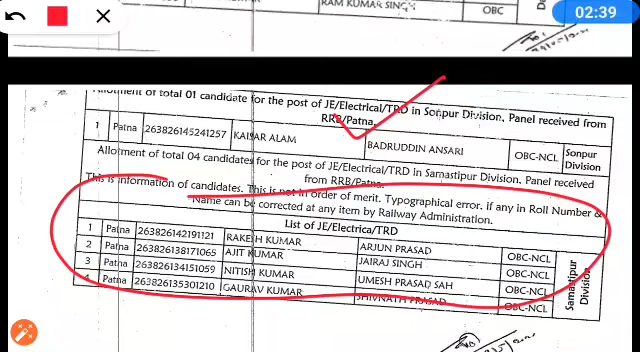 02:39
RAM KUMAR SINGH OBC
Allotment of total 01 candidate for the post of JE/Electrical/TRD in Sonpur Division, Panel received from
RRB/Patna.
1 Patna 263826145241257 KAISAR ALAM BADRUDDIN ANSARI OBC-NCL Sonpur Division
Allotment of total 04 candidates for the post of JE/Electrical/TRD in Samastipur Division, Panel received
from RRB/Patna.
This is information of candidates. This is not in order of merit. Typographical error, if any in Roll Number &
Name can be corrected at any item by Railway Administration.
List of JE/Electrica/TRD
1 Patna 263826142191121 RAKESH KUMAR ARJUN PRASAD OBC-NCL
2 Patna 263826138171065 AJIT KUMAR JAIRAJ SINGH OBC-NCL
3 Patna 263826134151059 NITISH KUMAR UMESH PRASAD SAH OBC-NCL
4 Patna 263826135301210 GAURAV KUMAR SHIVNATH PRASAD OBC-NCL
Samastipur Division